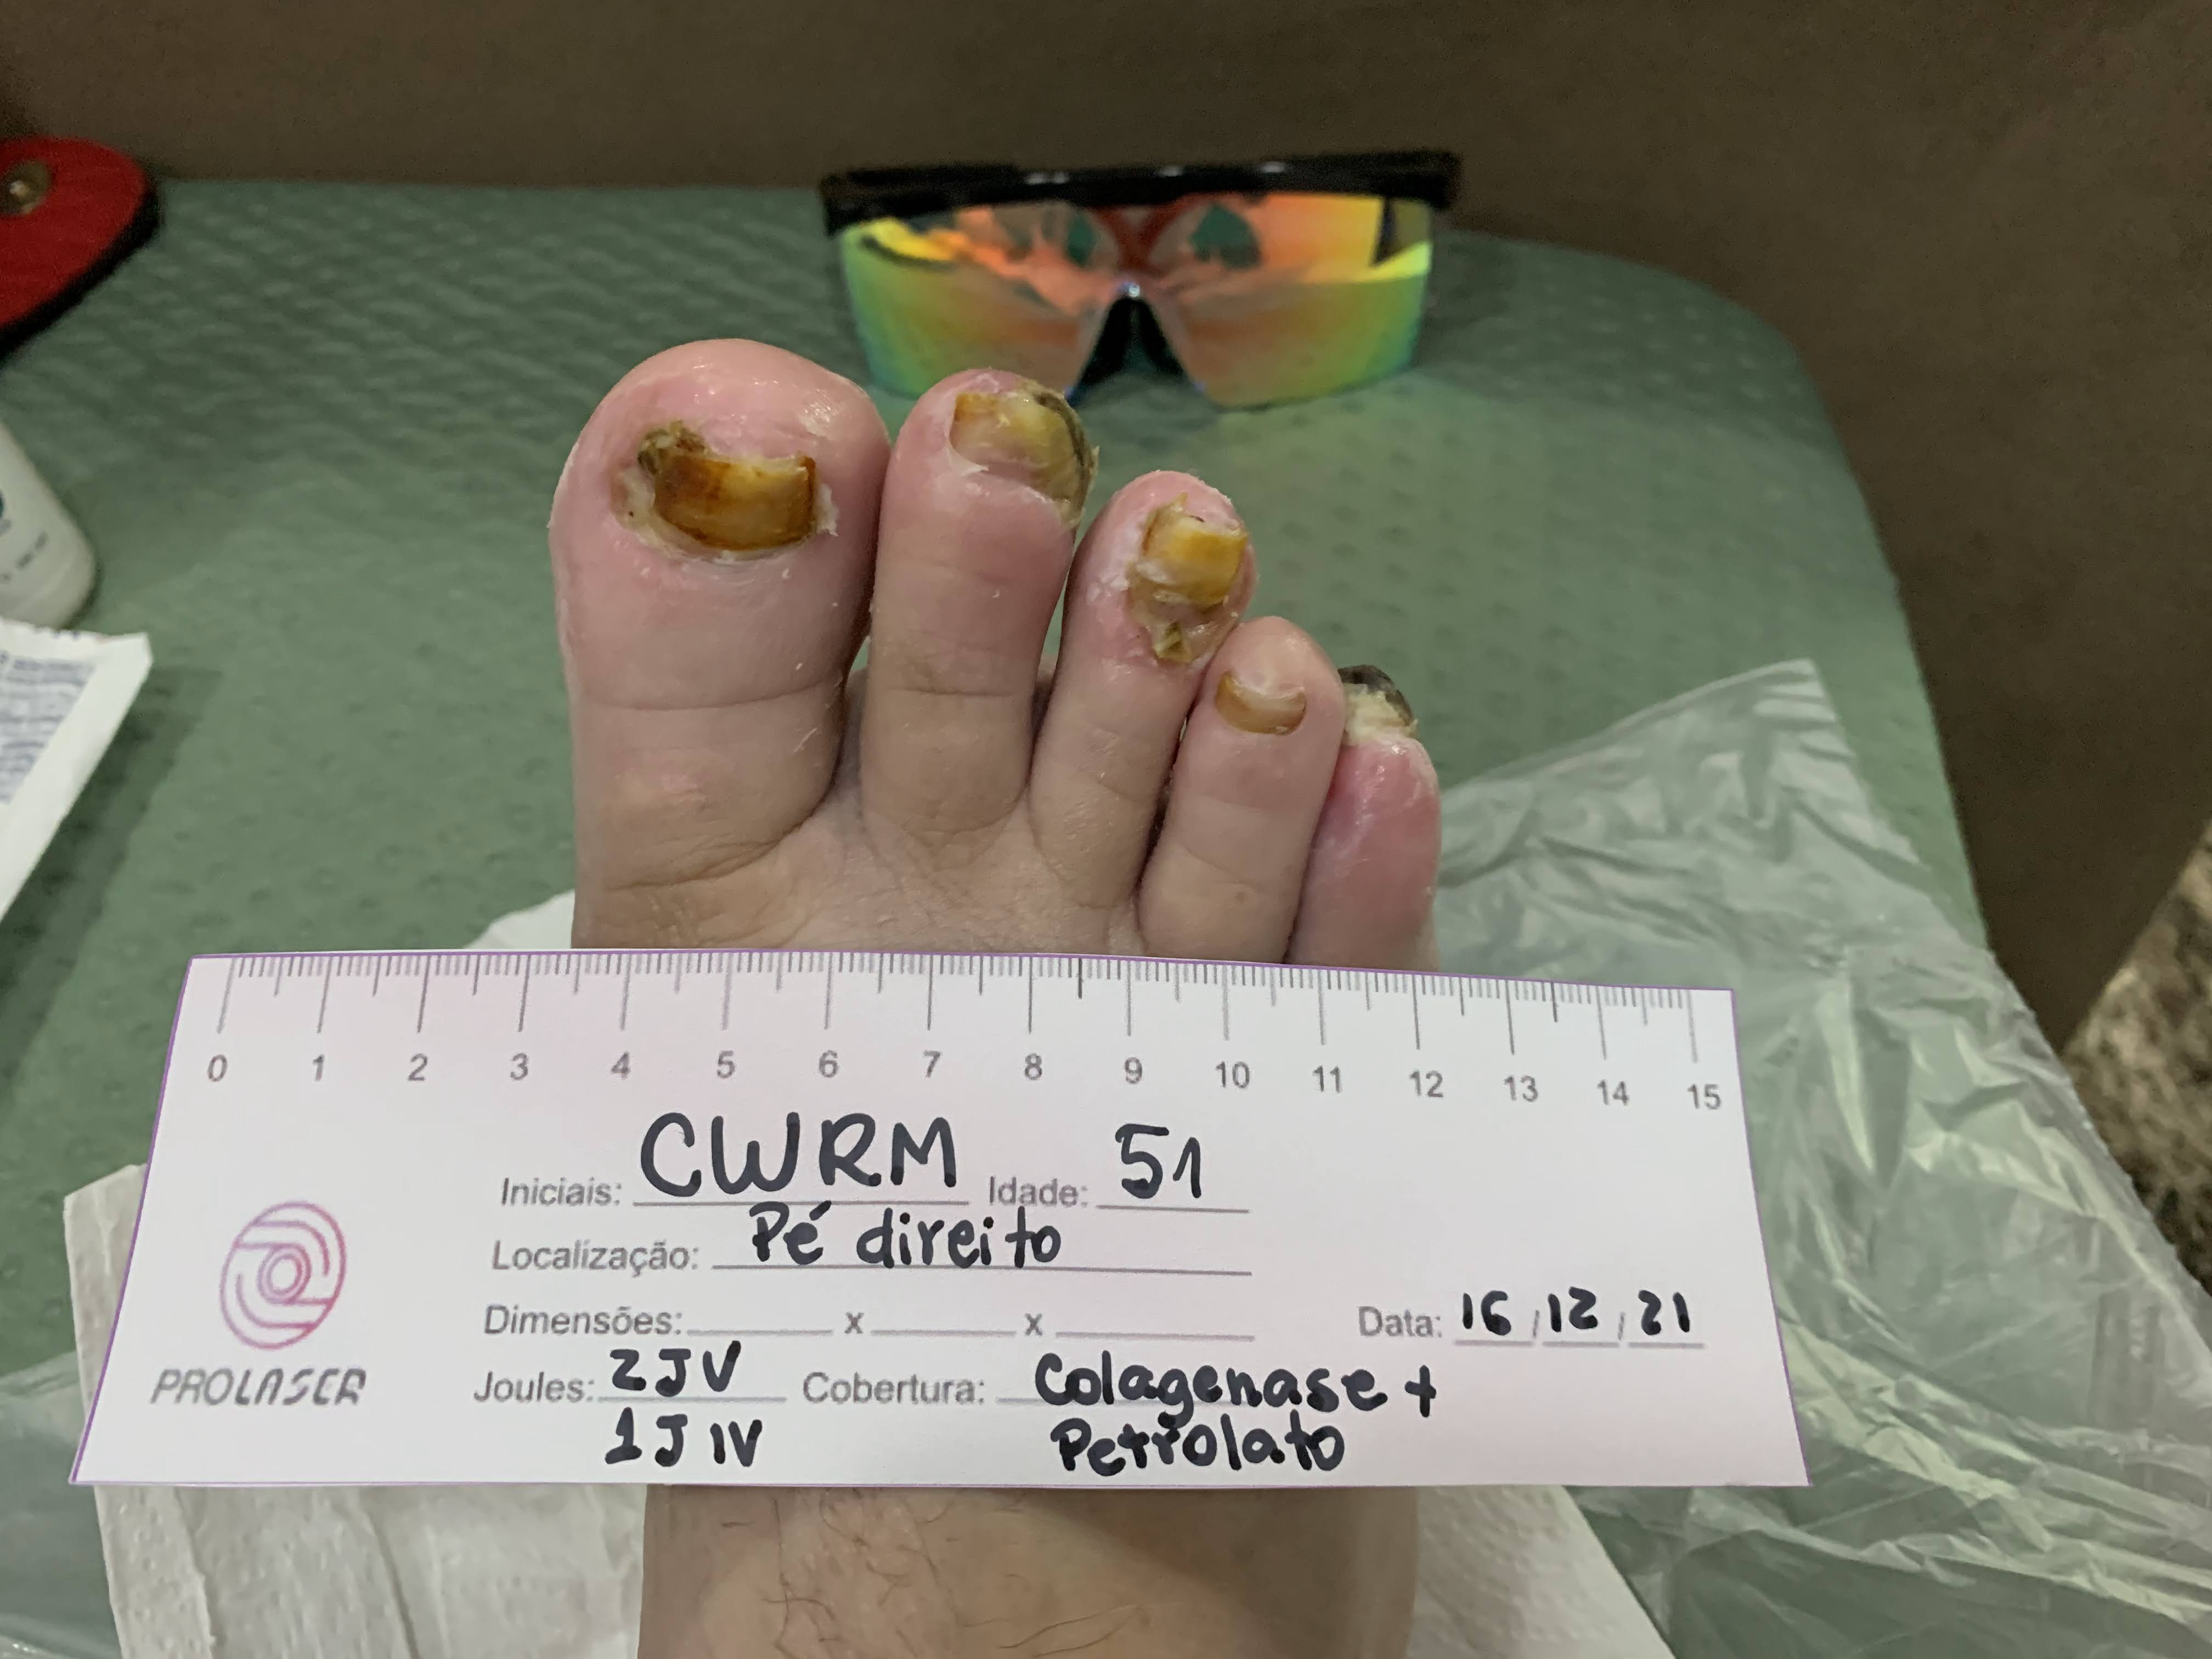 0 1 2 3 4 5 6 7 8 9 10 11 12 13 14 15
Iniciais: CWRM Idade: 51
Localização: Pé direito
Dimensões: x x Data: 16/12/21
PROLASER
Joules: 2JV Cobertura: Colagenase +
1J IV Petrolato